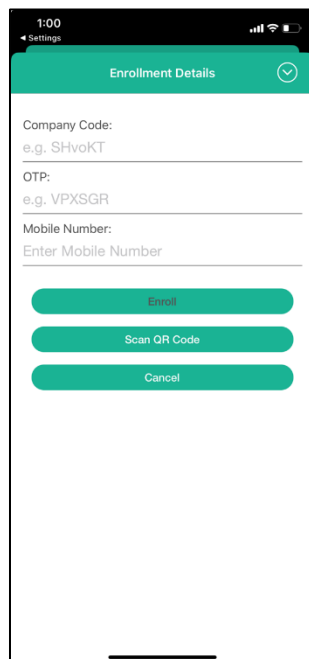 1:00
◀ Settings
Enrollment Details
Company Code:
e.g. SHvoKT
OTP:
e.g. VPXSGR
Mobile Number:
Enter Mobile Number
Enroll
Scan QR Code
Cancel